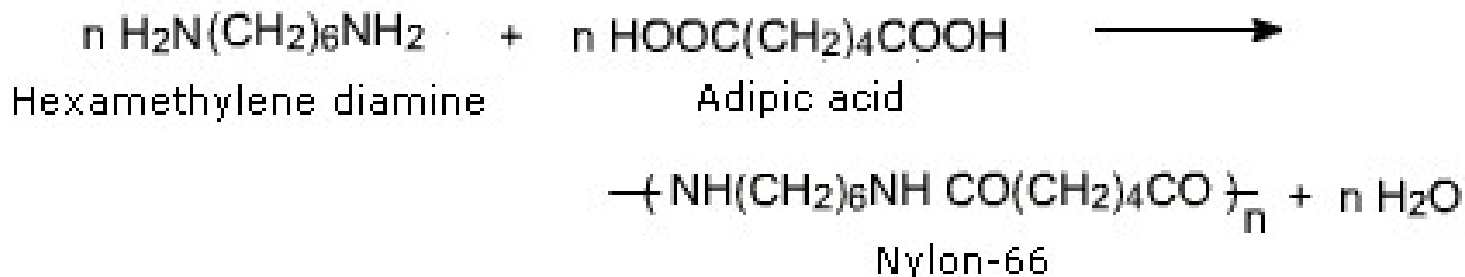 n H₂N(CH₂)₆NH₂ + n HOOC(CH₂)₄COOH ⟶
Hexamethylene diamine Adipic acid
-( NH(CH₂)₆NH CO(CH₂)₄CO )-n + n H₂O
Nylon-66